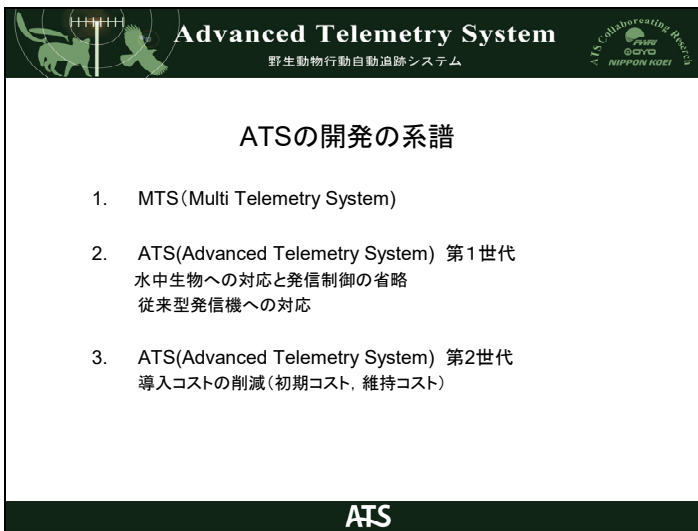 Advanced Telemetry System
野生動物行動自動追跡システム
ATS Collaboreating Reserch
PWRI
OYO
NIPPON KOEI
ATSの開発の系譜
1. MTS(Multi Telemetry System)
2. ATS(Advanced Telemetry System) 第1世代
水中生物への対応と発信制御の省略
従来型発信機への対応
3. ATS(Advanced Telemetry System) 第2世代
導入コストの削減(初期コスト, 維持コスト)
ATS